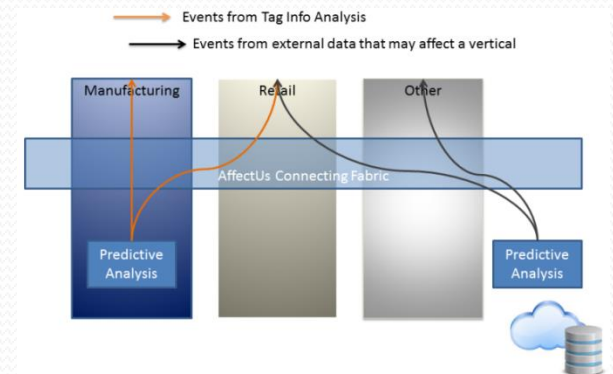 Events from Tag Info Analysis
Events from external data that may affect a vertical
Manufacturing
Retail
Other
AffectUs Connecting Fabric
Predictive
Analysis
Predictive
Analysis